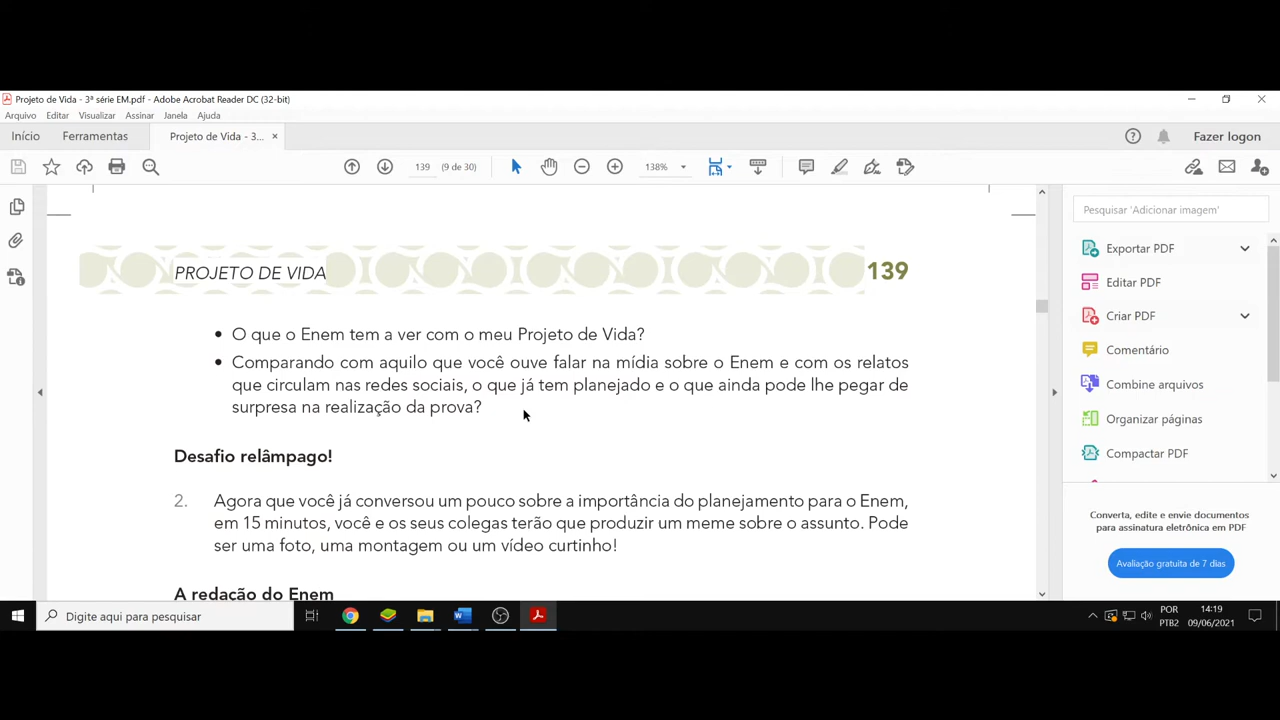 Projeto de Vida - 3ª série EM.pdf - Adobe Acrobat Reader DC (32-bit)
Arquivo Editar Visualizar Assinar Janela Ajuda
Início Ferramentas Projeto de Vida - 3... × Fazer logon
139 (9 de 30) 138%
Pesquisar 'Adicionar imagem'
Exportar PDF
Editar PDF
Criar PDF
Comentário
Combine arquivos
Organizar páginas
Compactar PDF
Converta, edite e envie documentos
para assinatura eletrônica em PDF
Avaliação gratuita de 7 dias
PROJETO DE VIDA 139
• O que o Enem tem a ver com o meu Projeto de Vida?
• Comparando com aquilo que você ouve falar na mídia sobre o Enem e com os relatos
que circulam nas redes sociais, o que já tem planejado e o que ainda pode lhe pegar de
surpresa na realização da prova?
Desafio relâmpago!
2. Agora que você já conversou um pouco sobre a importância do planejamento para o Enem,
em 15 minutos, você e os seus colegas terão que produzir um meme sobre o assunto. Pode
ser uma foto, uma montagem ou um vídeo curtinho!
A redação do Enem
Digite aqui para pesquisar
POR
PTB2
14:19
09/06/2021